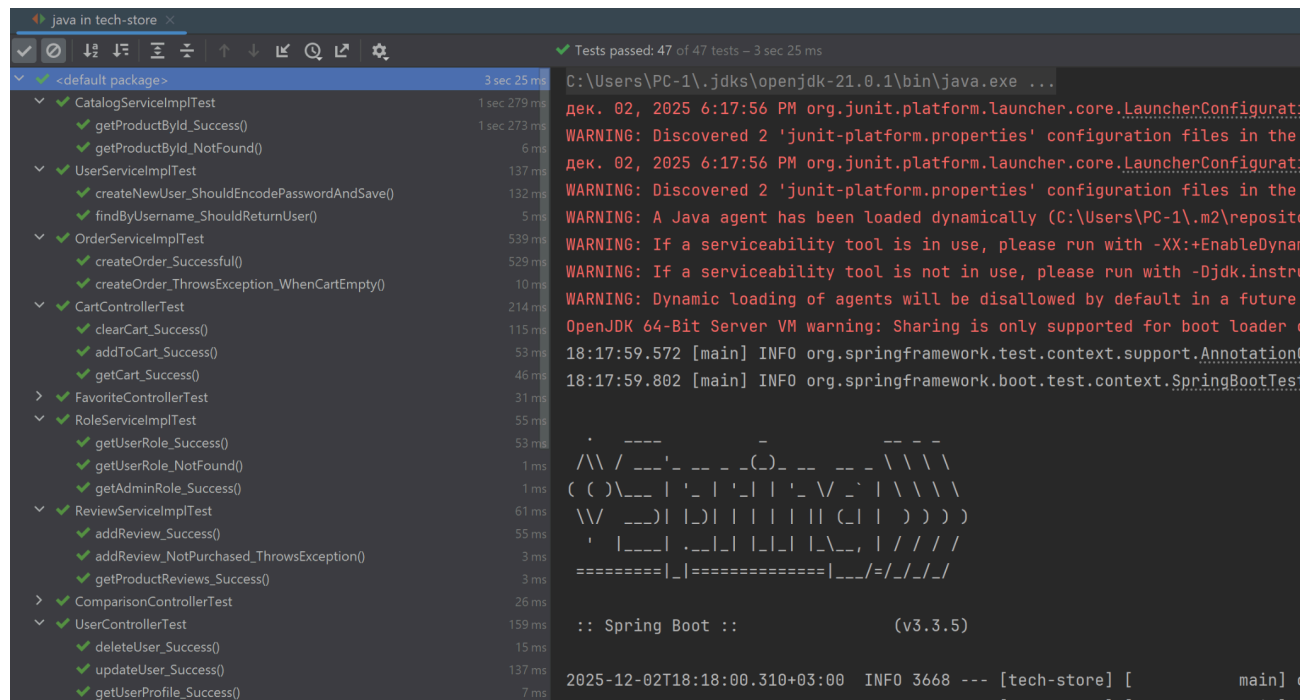 java in tech-store
Tests passed: 47 of 47 tests – 3 sec 25 ms
<default package> 3 sec 25 ms
CatalogServiceImplTest 1 sec 279 ms
getProductById_Success() 1 sec 273 ms
getProductById_NotFound() 6 ms
UserServiceImplTest 137 ms
createNewUser_ShouldEncodePasswordAndSave() 132 ms
findByUsername_ShouldReturnUser() 5 ms
OrderServiceImplTest 539 ms
createOrder_Successful() 529 ms
createOrder_ThrowsException_WhenCartEmpty() 10 ms
CartControllerTest 214 ms
clearCart_Success() 115 ms
addToCart_Success() 53 ms
getCart_Success() 46 ms
FavoriteControllerTest 31 ms
RoleServiceImplTest 55 ms
getUserRole_Success() 53 ms
getUserRole_NotFound() 1 ms
getAdminRole_Success() 1 ms
ReviewServiceImplTest 61 ms
addReview_Success() 55 ms
addReview_NotPurchased_ThrowsException() 3 ms
getProductReviews_Success() 3 ms
ComparisonControllerTest 26 ms
UserControllerTest 159 ms
deleteUser_Success() 15 ms
updateUser_Success() 137 ms
getUserProfile_Success() 7 ms
C:\Users\PC-1\.jdks\openjdk-21.0.1\bin\java.exe ...
дек. 02, 2025 6:17:56 PM org.junit.platform.launcher.core.LauncherConfigurati
WARNING: Discovered 2 'junit-platform.properties' configuration files in the
дек. 02, 2025 6:17:56 PM org.junit.platform.launcher.core.LauncherConfigurati
WARNING: Discovered 2 'junit-platform.properties' configuration files in the
WARNING: A Java agent has been loaded dynamically (C:\Users\PC-1\.m2\reposito
WARNING: If a serviceability tool is in use, please run with -XX:+EnableDynam
WARNING: If a serviceability tool is not in use, please run with -Djdk.instru
WARNING: Dynamic loading of agents will be disallowed by default in a future
OpenJDK 64-Bit Server VM warning: Sharing is only supported for boot loader
18:17:59.572 [main] INFO org.springframework.test.context.support.Annotation
18:17:59.802 [main] INFO org.springframework.boot.test.context.SpringBootTest
:: Spring Boot :: (v3.3.5)
2025-12-02T18:18:00.310+03:00 INFO 3668 --- [tech-store] [ main]